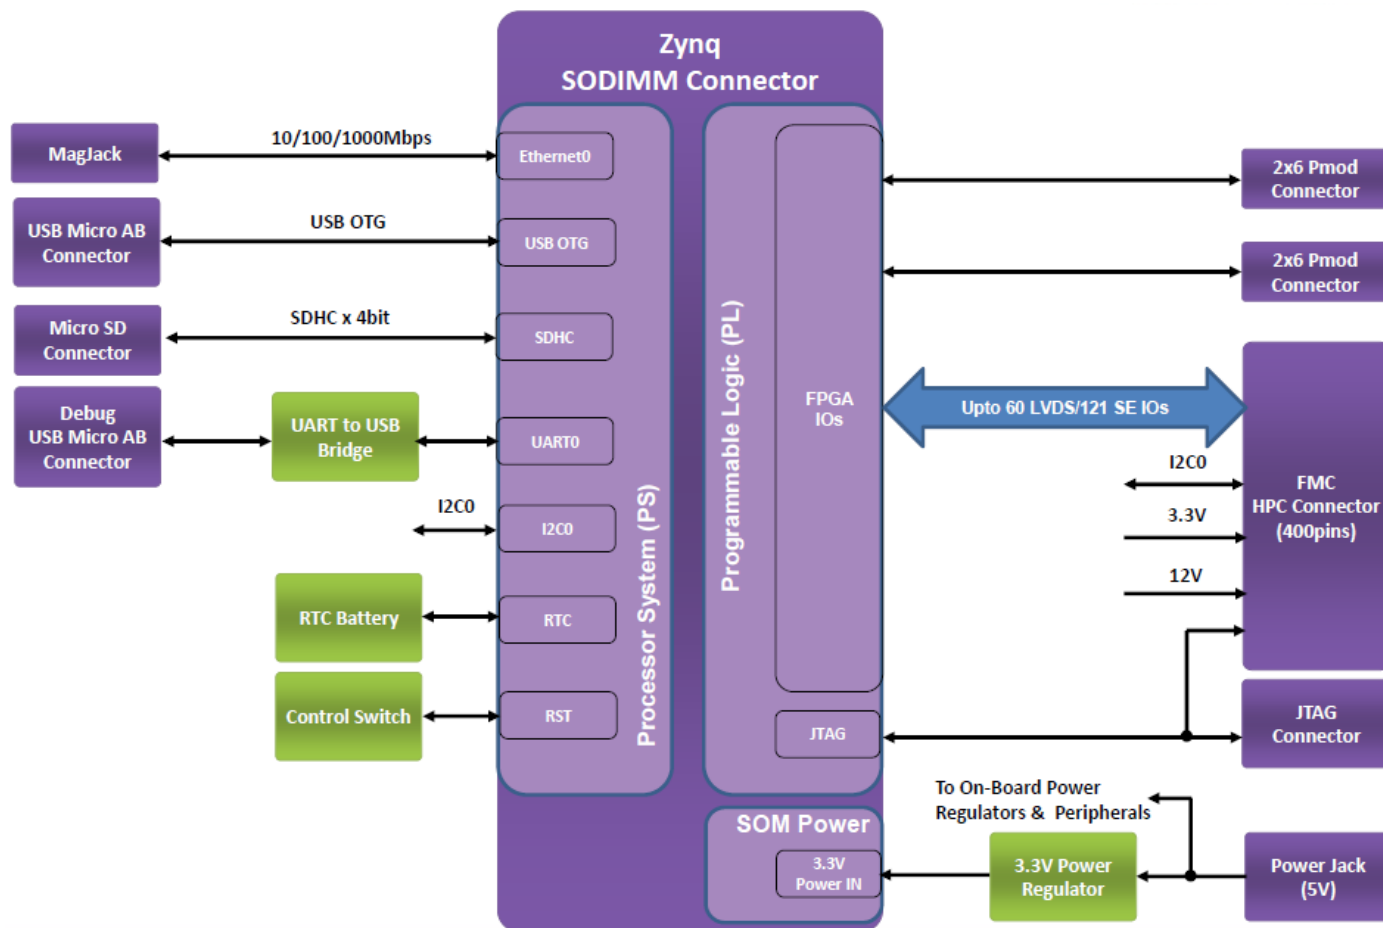 Zynq
SODIMM Connector
MagJack
10/100/1000Mbps
Ethernet0
USB Micro AB
Connector
USB OTG
USB OTG
Micro SD
Connector
SDHC x 4bit
SDHC
Debug
USB Micro AB
Connector
UART to USB
Bridge
UART0
I2C0
I2C0
RTC Battery
RTC
Control Switch
RST
Processor System (PS)
Programmable Logic (PL)
FPGA
IOs
JTAG
2x6 Pmod
Connector
2x6 Pmod
Connector
Upto 60 LVDS/121 SE IOs
I2C0
3.3V
12V
FMC
HPC Connector
(400pins)
JTAG
Connector
To On-Board Power
Regulators & Peripherals
SOM Power
3.3V
Power IN
3.3V Power
Regulator
Power Jack
(5V)